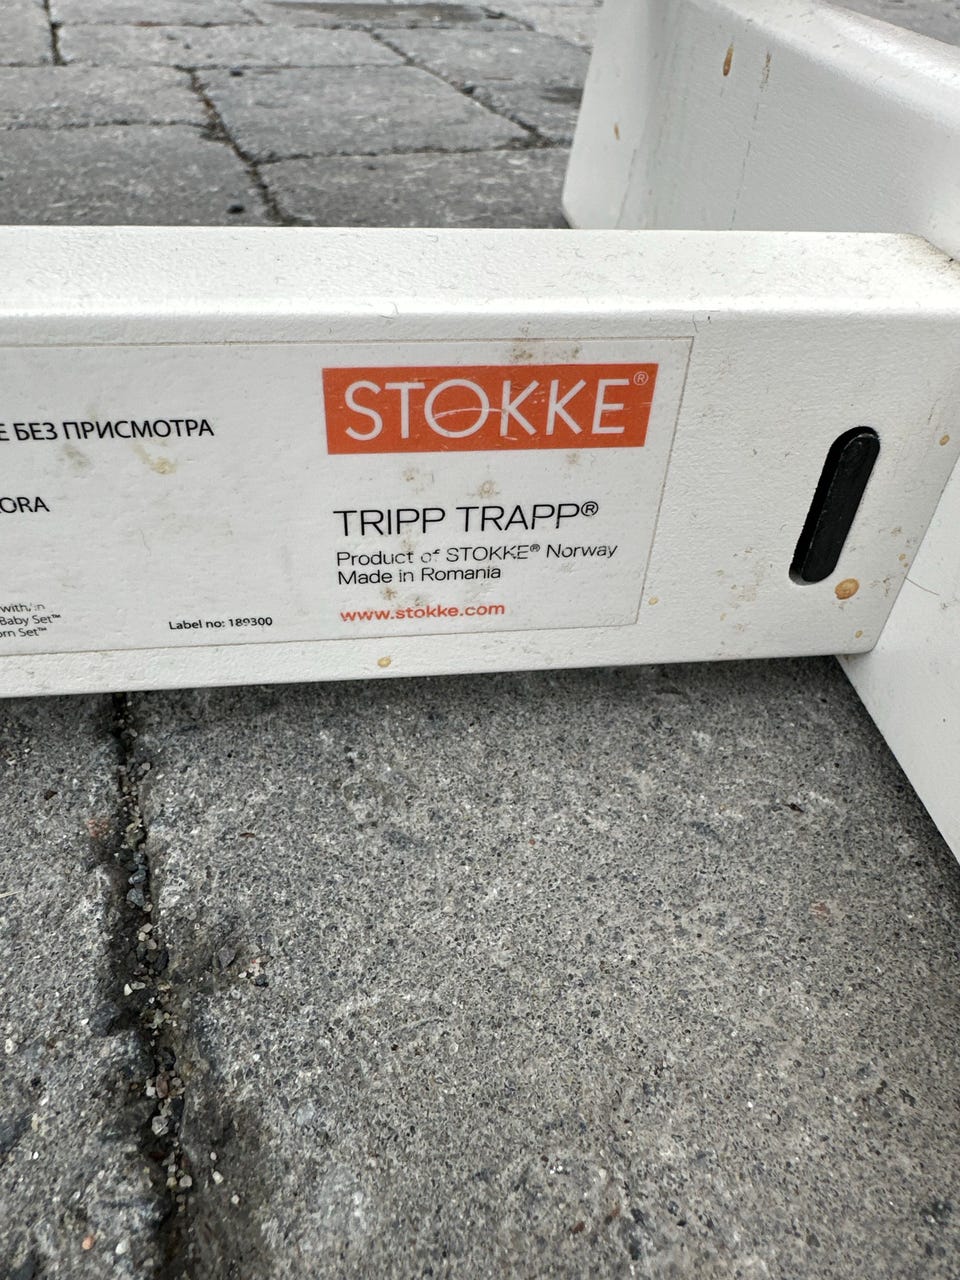 STOKKE®
Е БЕЗ ПРИСМОТРА
TRIPP TRAPP®
Product of STOKKE® Norway
Made in Romania
www.stokke.com
ORA
Baby Set™
Label no: 189300